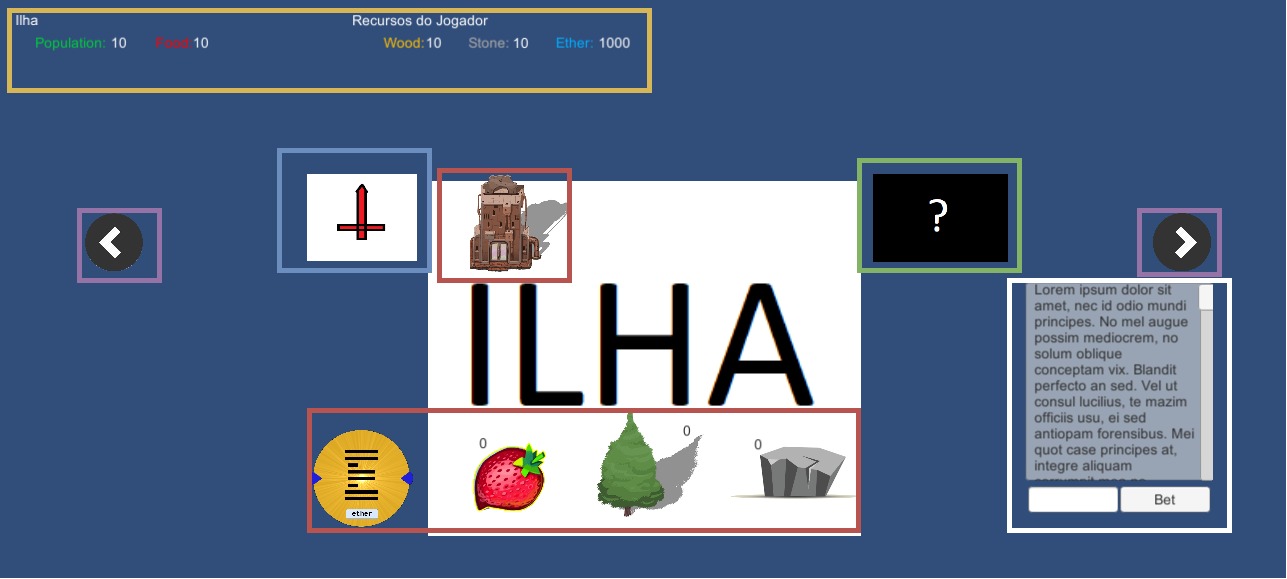 Ilha
Recursos do Jogador
Population: 10
Food:10
Wood:10
Stone: 10
Ether: 1000
?
ILHA
Lorem ipsum dolor sit
amet, nec id odio mundi
principes. No mel augue
possim mediocrem, no
solum oblique
conceptam vix. Blandit
perfecto an sed. Vel ut
consul lucilius, te mazim
officiis usu, ei sed
antiopam forensibus. Mei
quot case principes at,
integre aliquam
0
0
0
ether
Bet